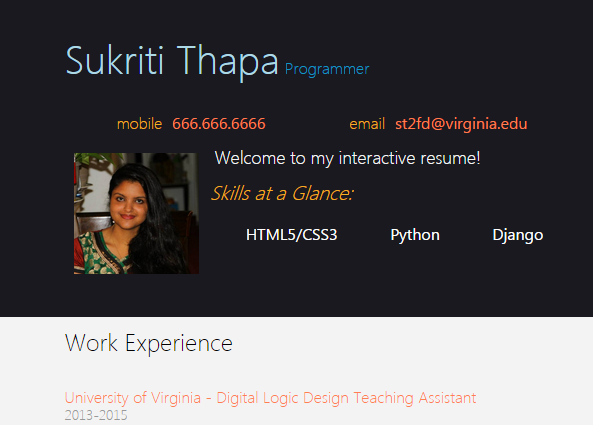 Sukriti Thapa Programmer
mobile 666.666.6666 email st2fd@virginia.edu
Welcome to my interactive resume!
Skills at a Glance:
HTML5/CSS3 Python Django
Work Experience
University of Virginia - Digital Logic Design Teaching Assistant
2013-2015